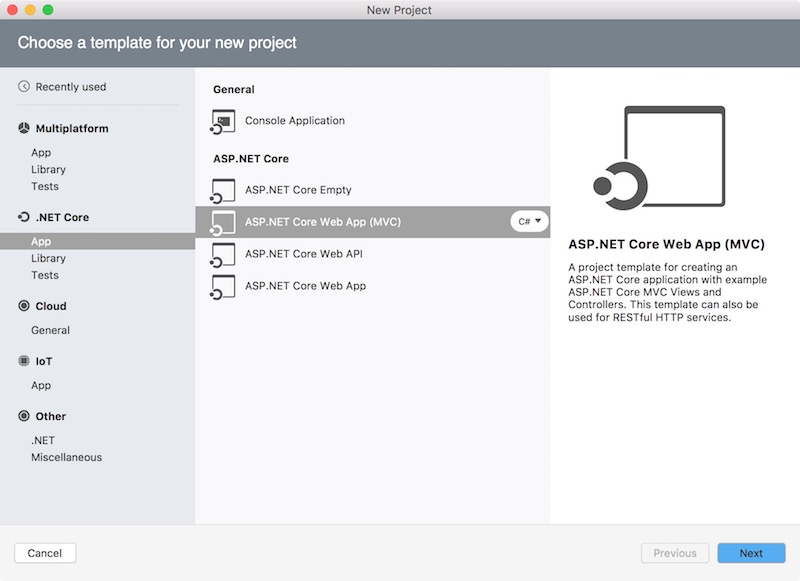 New Project
Choose a template for your new project
Recently used
Multiplatform
App
Library
Tests
.NET Core
App
Library
Tests
Cloud
General
IoT
App
Other
.NET
Miscellaneous
General
Console Application
ASP.NET Core
ASP.NET Core Empty
ASP.NET Core Web App (MVC)
C#
ASP.NET Core Web API
ASP.NET Core Web App
ASP.NET Core Web App (MVC)
A project template for creating an
ASP.NET Core application with example
ASP.NET Core MVC Views and
Controllers. This template can also be
used for RESTful HTTP services.
Cancel
Previous
Next